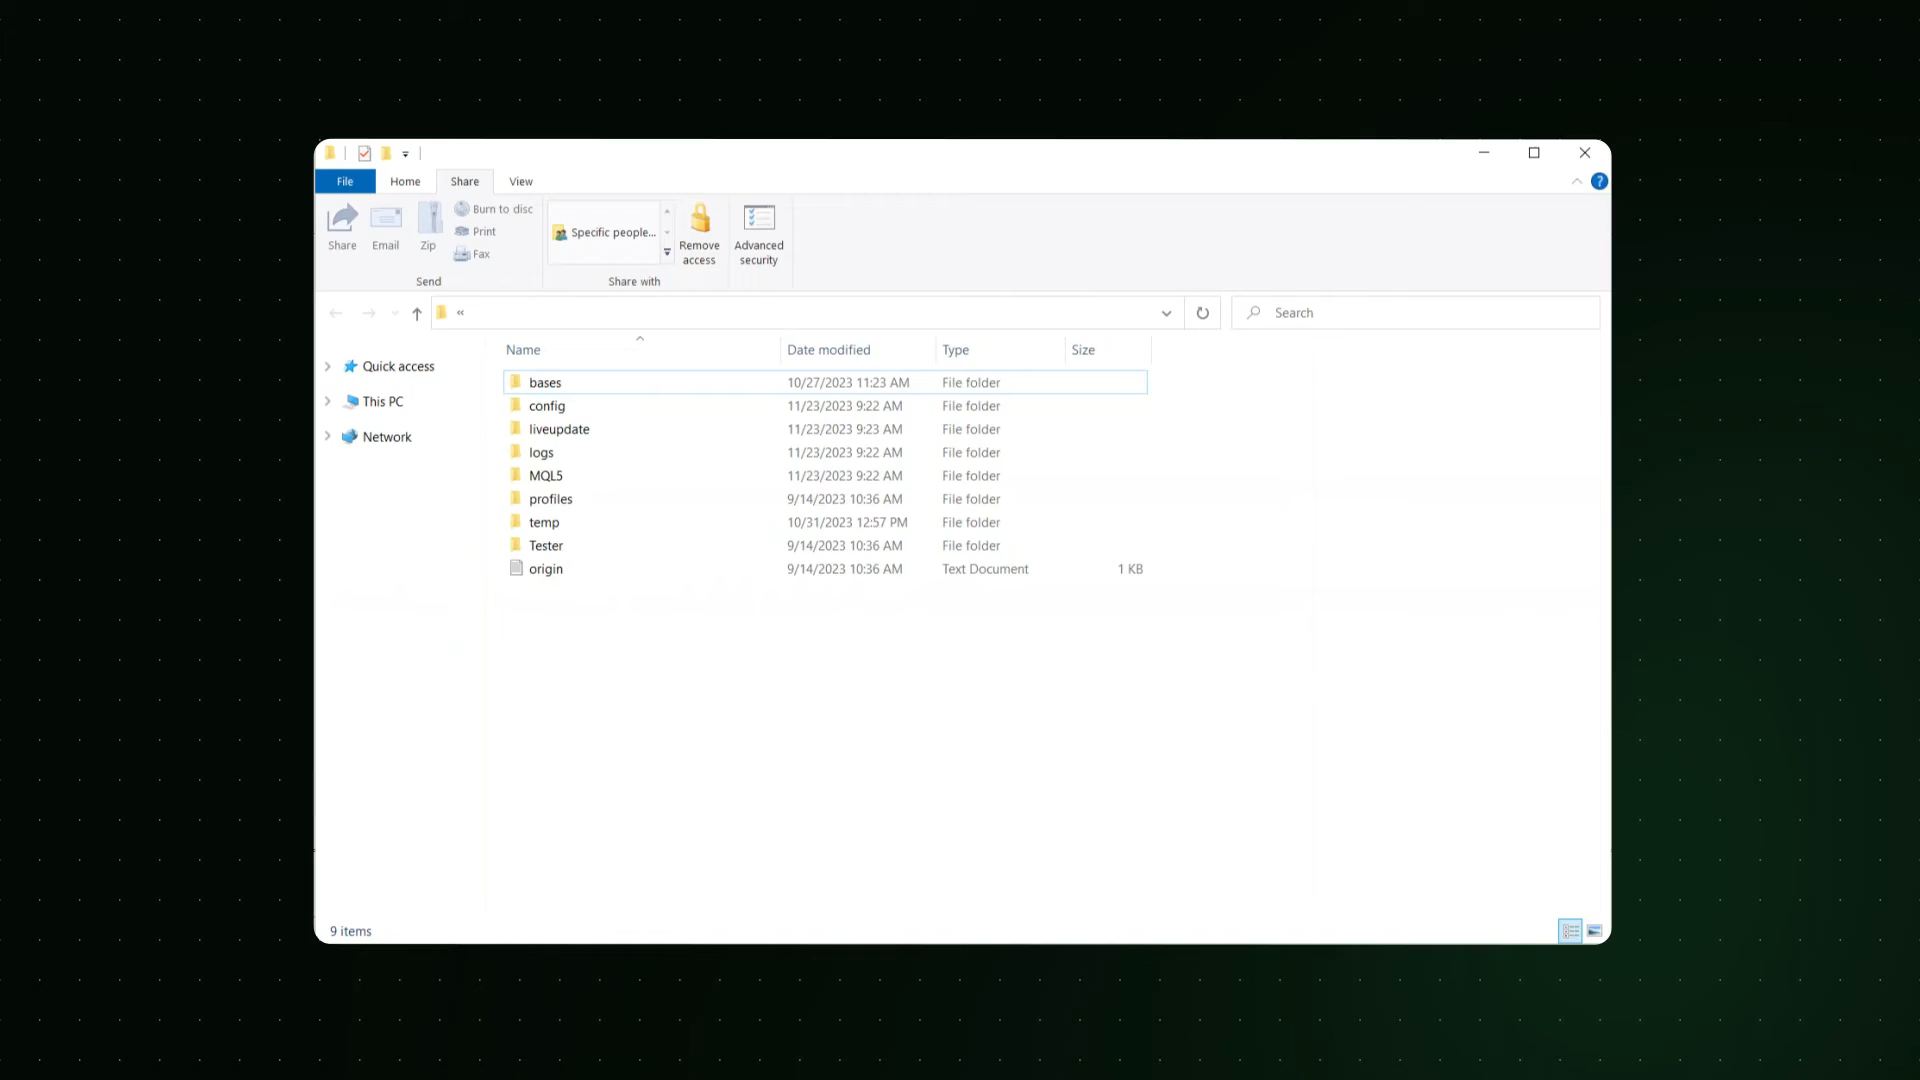 File Home Share View
Share Email Zip Burn to disc
Print
Fax
Specific people...
Remove access
Advanced security
Send Share with
«
Search
Quick access
This PC
Network
Name Date modified Type Size
bases 10/27/2023 11:23 AM File folder
config 11/23/2023 9:22 AM File folder
liveupdate 11/23/2023 9:23 AM File folder
logs 11/23/2023 9:22 AM File folder
MQL5 11/23/2023 9:22 AM File folder
profiles 9/14/2023 10:36 AM File folder
temp 10/31/2023 12:57 PM File folder
Tester 9/14/2023 10:36 AM File folder
origin 9/14/2023 10:36 AM Text Document 1 KB
9 items